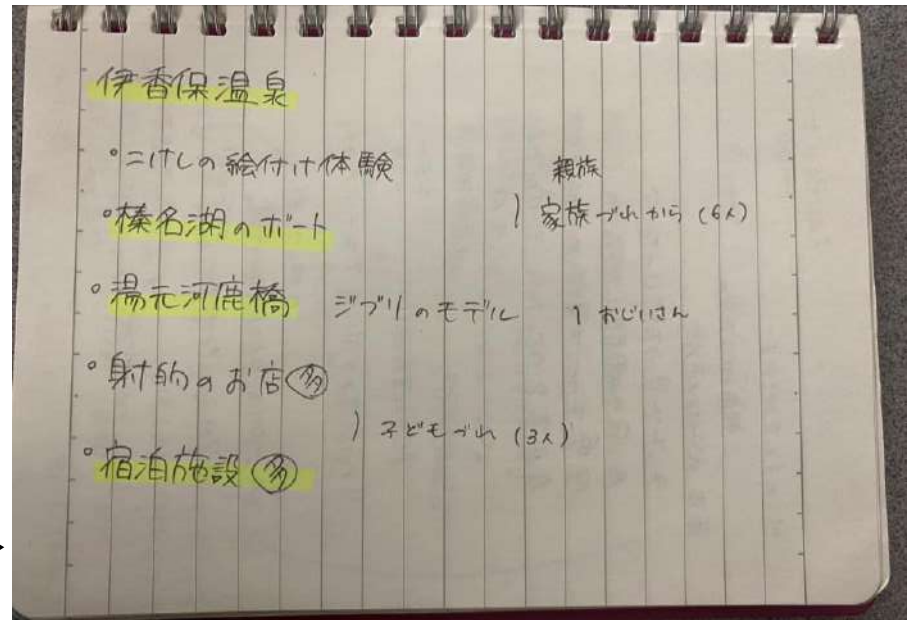 伊香保温泉
°こけしの絵付け体験
親族
°榛名湖のボート
) 家族づれから (6人)
°湯元河鹿橋 ジブリのモデル ) おじいさん
°射的のお店 多
) 子どもづれ (3人)
°宿泊施設 多